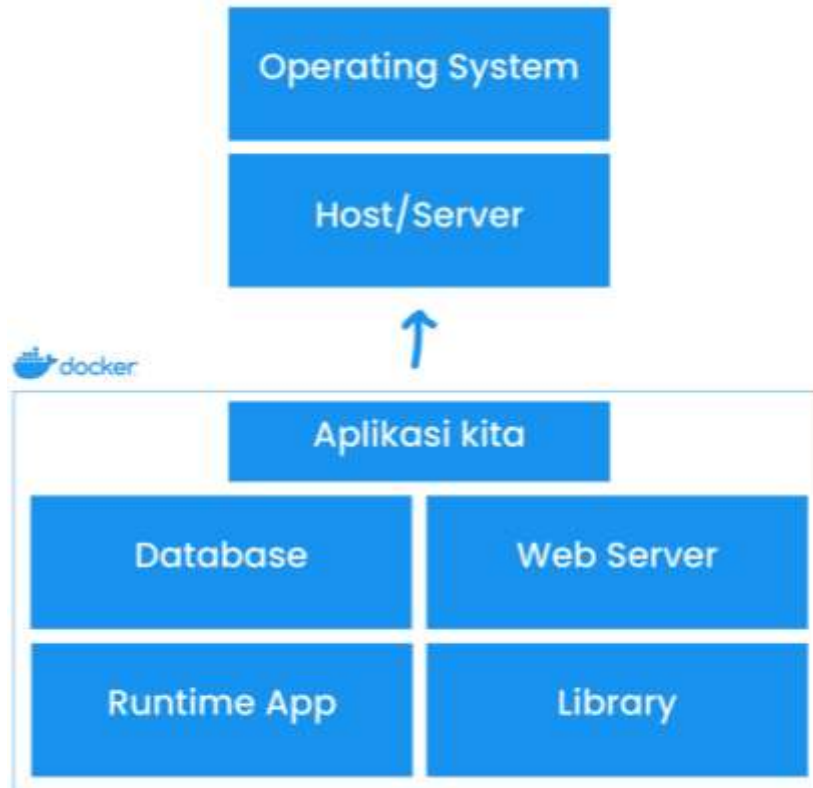 Operating System
Host/Server
docker
Aplikasi kita
Database
Web Server
Runtime App
Library